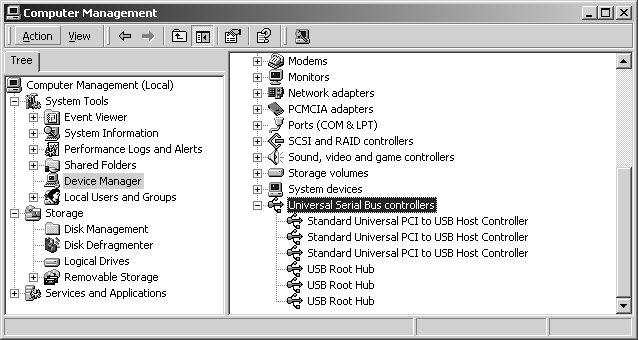 Computer Management
Action View
Tree
Computer Management (Local)
System Tools
Event Viewer
System Information
Performance Logs and Alerts
Shared Folders
Device Manager
Local Users and Groups
Storage
Disk Management
Disk Defragmenter
Logical Drives
Removable Storage
Services and Applications
Modems
Monitors
Network adapters
PCMCIA adapters
Ports (COM & LPT)
SCSI and RAID controllers
Sound, video and game controllers
Storage volumes
System devices
Universal Serial Bus controllers
Standard Universal PCI to USB Host Controller
Standard Universal PCI to USB Host Controller
Standard Universal PCI to USB Host Controller
USB Root Hub
USB Root Hub
USB Root Hub